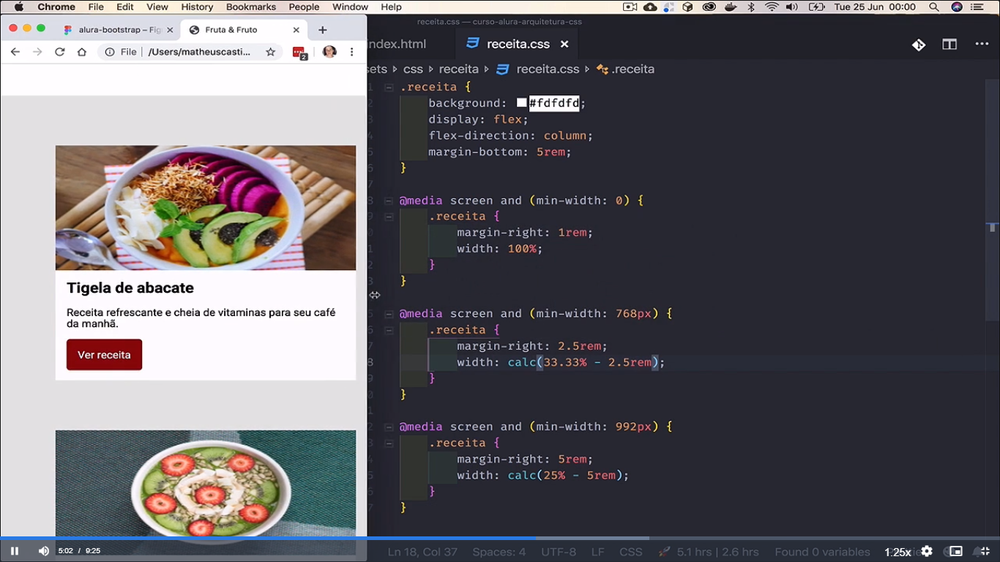 Chrome File Edit View History Bookmarks People Window Help Tue 25 Jun 00:00
receita.css — curso-alura-arquitetura-css
alura-bootstrap – Fig Fruta & Fruto
index.html receita.css
File /Users/matheuscasti... 2
css receita receita.css .receita
.receita {
background: #fdfdfd;
display: flex;
flex-direction: column;
margin-bottom: 5rem;
}
@media screen and (min-width: 0) {
.receita {
margin-right: 1rem;
width: 100%;
}
}
@media screen and (min-width: 768px) {
.receita {
margin-right: 2.5rem;
width: calc(33.33% - 2.5rem);
}
}
@media screen and (min-width: 992px) {
.receita {
margin-right: 5rem;
width: calc(25% - 5rem);
}
}
Tigela de abacate
Receita refrescante e cheia de vitaminas para seu café
da manhã.
Ver receita
5:02 / 9:25
Ln 18, Col 37 Spaces: 4 UTF-8 LF CSS 5.1 hrs | 2.6 hrs Found 0 variables
1.25x